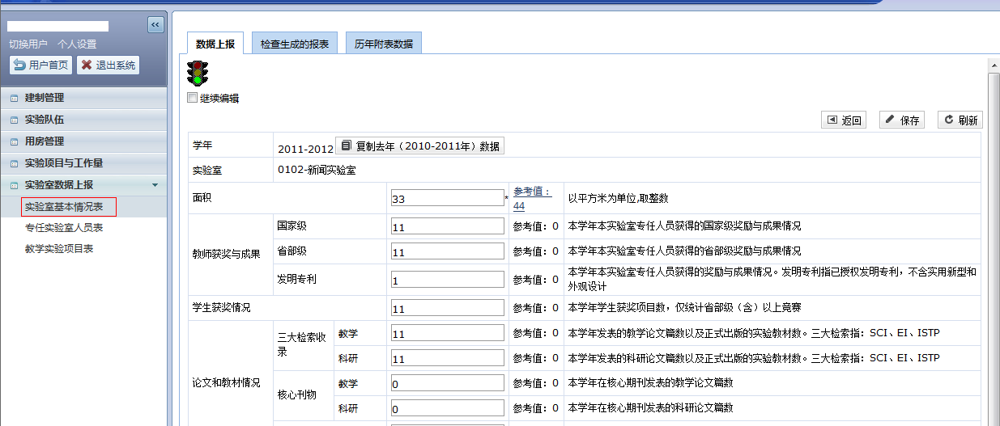 切换用户 个人设置
用户首页 退出系统
建制管理
实验队伍
用房管理
实验项目与工作量
实验室数据上报
实验室基本情况表
专任实验室人员表
教学实验项目表
数据上报 检查生成的报表 历年附表数据
继续编辑
返回 保存 刷新
学年 2011-2012 复制去年（2010-2011年）数据
实验室 0102-新闻实验室
面积 33 * 参考值： 以平方米为单位,取整数
44
教师获奖与成果
国家级 11 参考值：0 本学年本实验室专任人员获得的国家级奖励与成果情况
省部级 11 参考值：0 本学年本实验室专任人员获得的省部级奖励与成果情况
发明专利 1 参考值：0 本学年本实验室专任人员获得的奖励与成果情况。发明专利指已授权发明专利，不含实用新型和
外观设计
学生获奖情况 11 参考值：0 本学年学生获奖项目数，仅统计省部级（含）以上竞赛
论文和教材情况
三大检索收
录
教学 11 参考值：0 本学年发表的教学论文篇数以及正式出版的实验教材数。三大检索指：SCI、EI、ISTP
科研 11 参考值：0 本学年发表的科研论文篇数以及正式出版的实验教材数。三大检索指：SCI、EI、ISTP
核心刊物
教学 0 参考值：0 本学年在核心期刊发表的教学论文篇数
科研 0 参考值：0 本学年在核心期刊发表的科研论文篇数